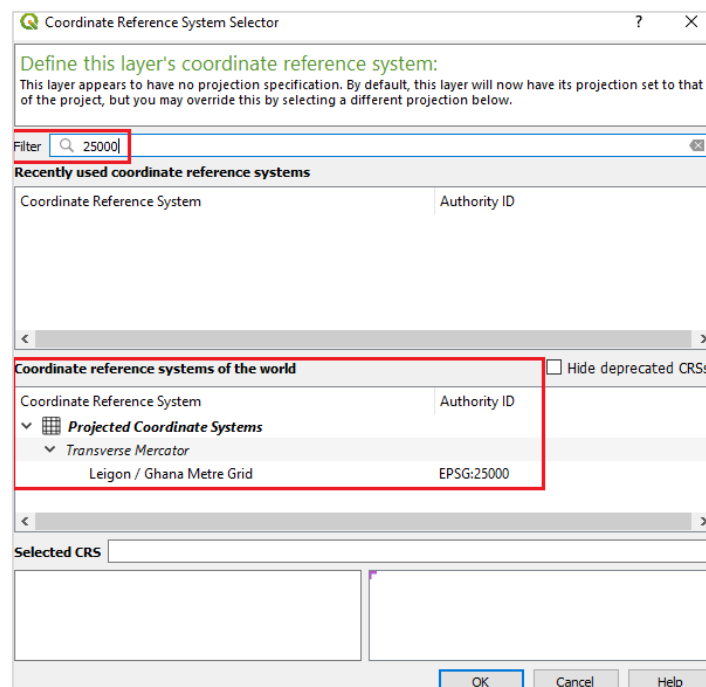 Coordinate Reference System Selector ? ×
Define this layer's coordinate reference system:
This layer appears to have no projection specification. By default, this layer will now have its projection set to that
of the project, but you may override this by selecting a different projection below.
Filter 25000
Recently used coordinate reference systems
Coordinate Reference System Authority ID
Coordinate reference systems of the world Hide deprecated CRSs
Coordinate Reference System Authority ID
Projected Coordinate Systems
Transverse Mercator
Leigon / Ghana Metre Grid EPSG:25000
Selected CRS
OK Cancel Help